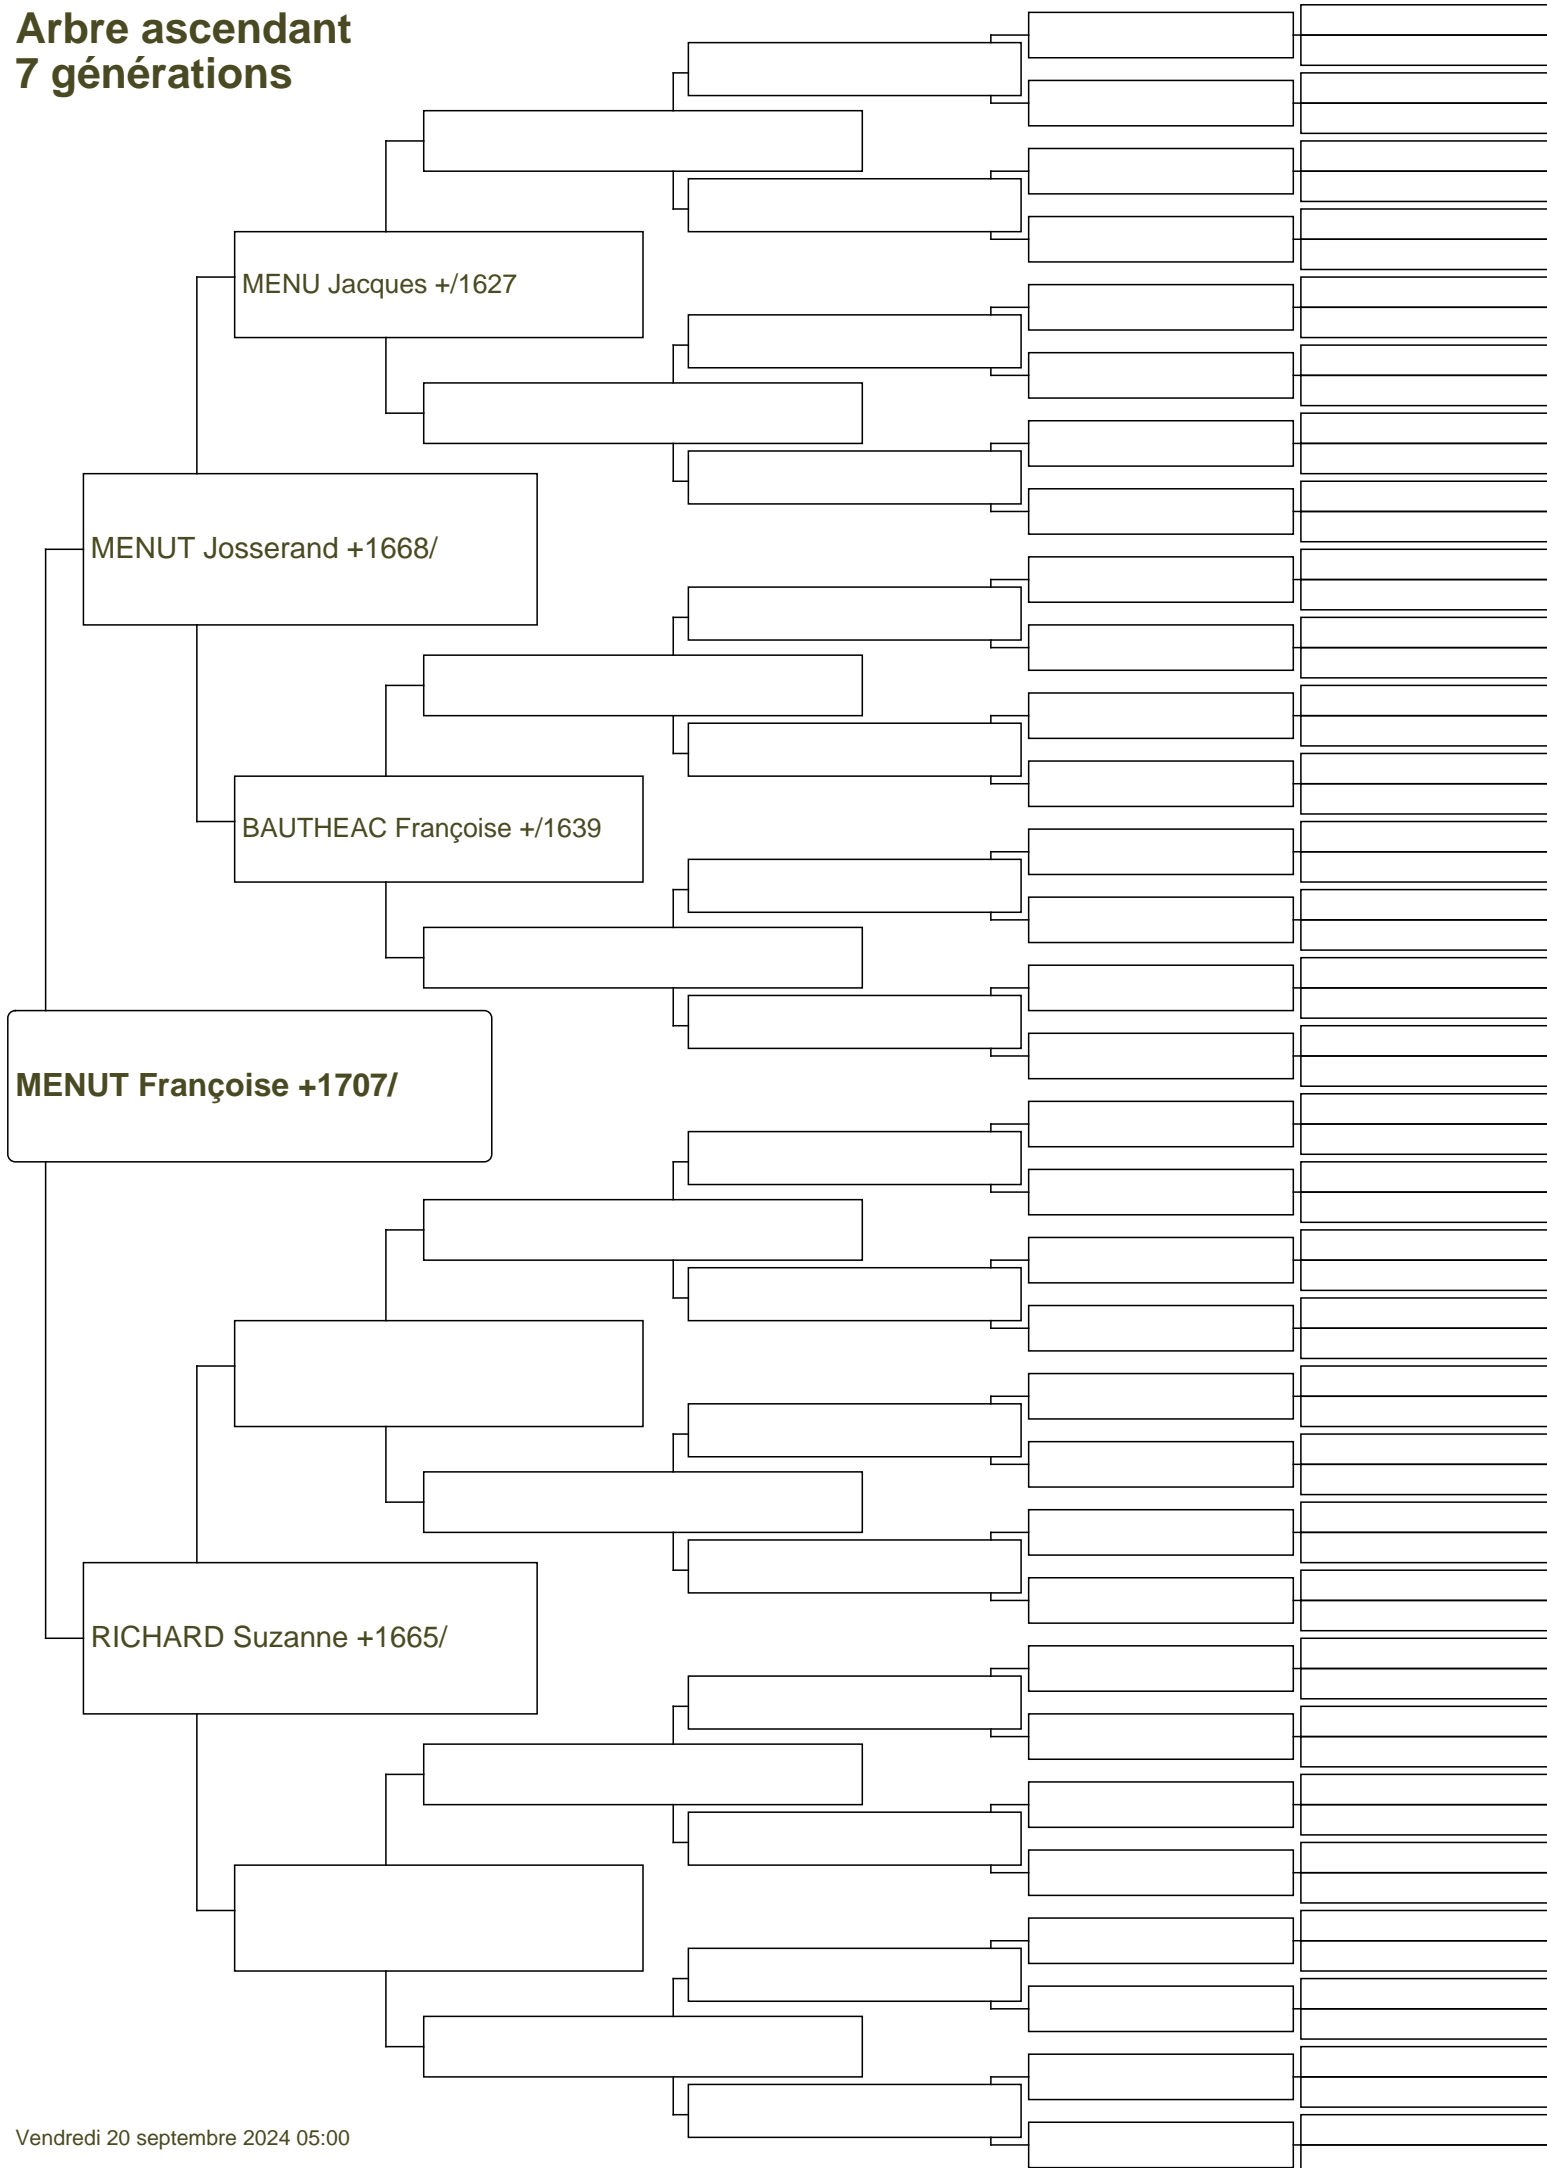 Arbre ascendant
7 générations
MENU Jacques +/1627
MENUT Josserand +1668/
BAUTHEAC Françoise +/1639
MENUT Françoise +1707/
RICHARD Suzanne +1665/
Vendredi 20 septembre 2024 05:00